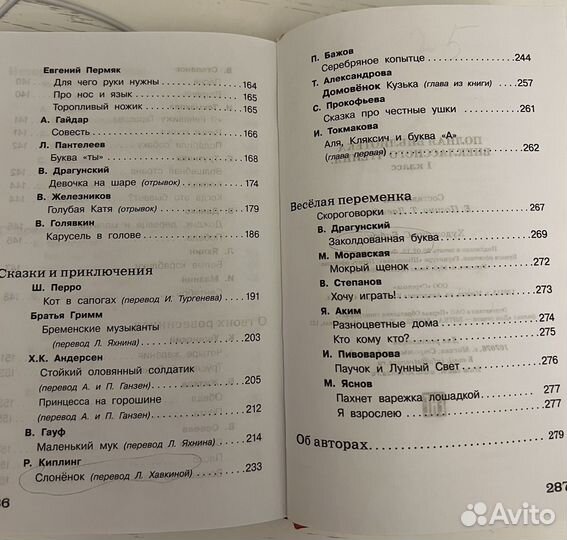 Евгений Пермяк
Для чего руки нужны 164
Про нос и язык 165
Торопливый ножик 165
А. Гайдар
Совесть 166
Л. Пантелеев
Буква "ты" 168
В. Драгунский
Девочка на шаре (отрывок) 174
В. Железников
Голубая Катя (отрывок) 179
В. Голявкин
Карусель в голове 186
Сказки и приключения
Ш. Перро
Кот в сапогах (перевод И. Тургенева) 191
Братья Гримм
Бременские музыканты
(перевод Л. Яхнина) 203
Х.К. Андерсен
Стойкий оловянный солдатик
(перевод А. и П. Ганзен) 205
Принцесса на горошине
(перевод А. и П. Ганзен) 212
В. Гауф
Маленький мук (перевод Л. Яхнина) 214
Р. Киплинг
Слонёнок (перевод Л. Хавкиной) 233
86
П. Бажов
Серебряное копытце 244
Т. Александрова
Домовёнок Кузька (глава из книги) 257
С. Прокофьева
Сказка про честные ушки 261
И. Токмакова
Аля, Кляксич и буква "А"
(глава первая) 262
Весёлая переменка
Скороговорки 267
В. Драгунский
Заколдованная буква 269
М. Моравская
Мокрый щенок 272
В. Степанов
Хочу играть! 273
Я. Аким
Разноцветные дома 274
Кто кому кто? 275
И. Пивоварова
Паучок и Лунный Свет 276
М. Яснов
Пахнет варежка лошадкой 277
Я взрослею 277
Об авторах 279
287
Avito